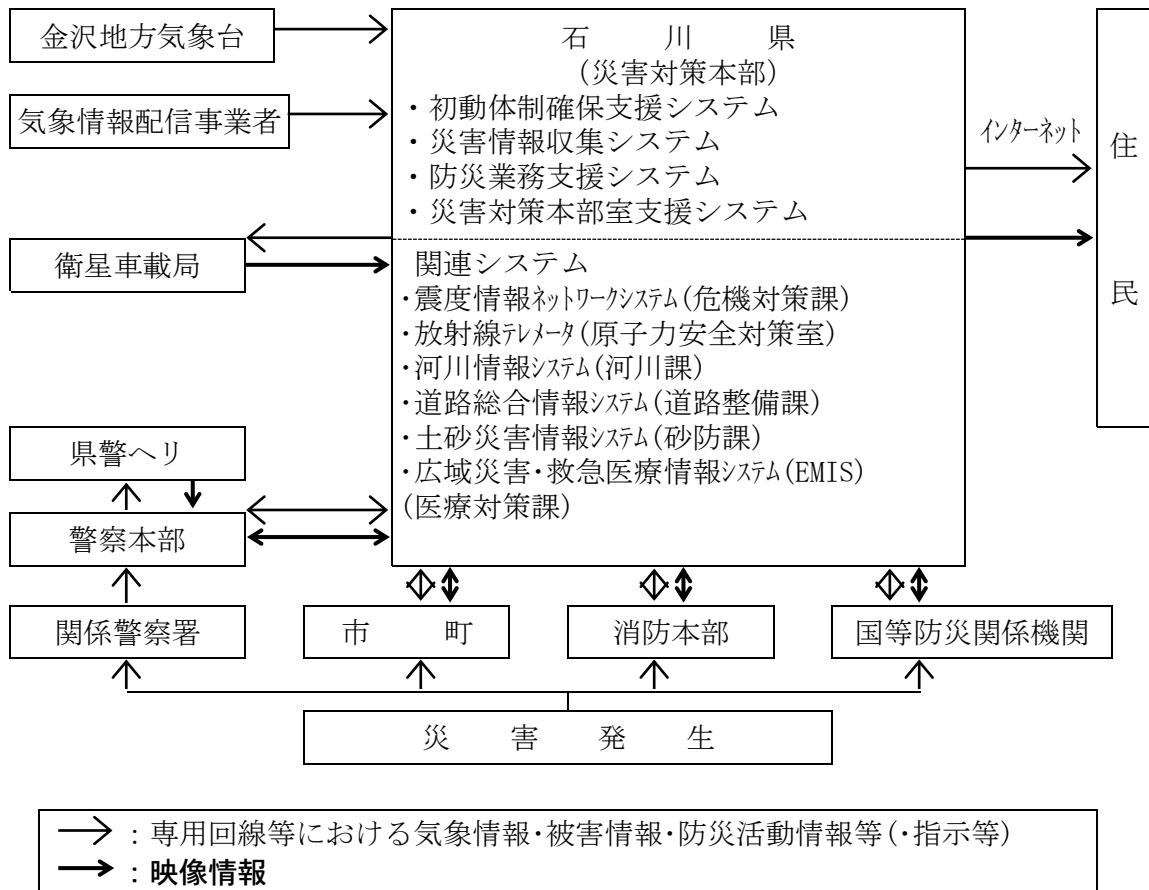 金沢地方気象台
気象情報配信事業者
石川県
(災害対策本部)
・初動体制確保支援システム
・災害情報収集システム
・防災業務支援システム
・災害対策本部室支援システム
インターネット
住民
衛星車載局
関連システム
・震度情報ネットワークシステム(危機対策課)
・放射線テレメータ(原子力安全対策室)
・河川情報システム(河川課)
・道路総合情報システム(道路整備課)
・土砂災害情報システム(砂防課)
・広域災害・救急医療情報システム(EMIS)
(医療対策課)
県警ヘリ
警察本部
関係警察署
市町
消防本部
国等防災関係機関
災害発生
：専用回線等における気象情報・被害情報・防災活動情報等(・指示等)
：映像情報